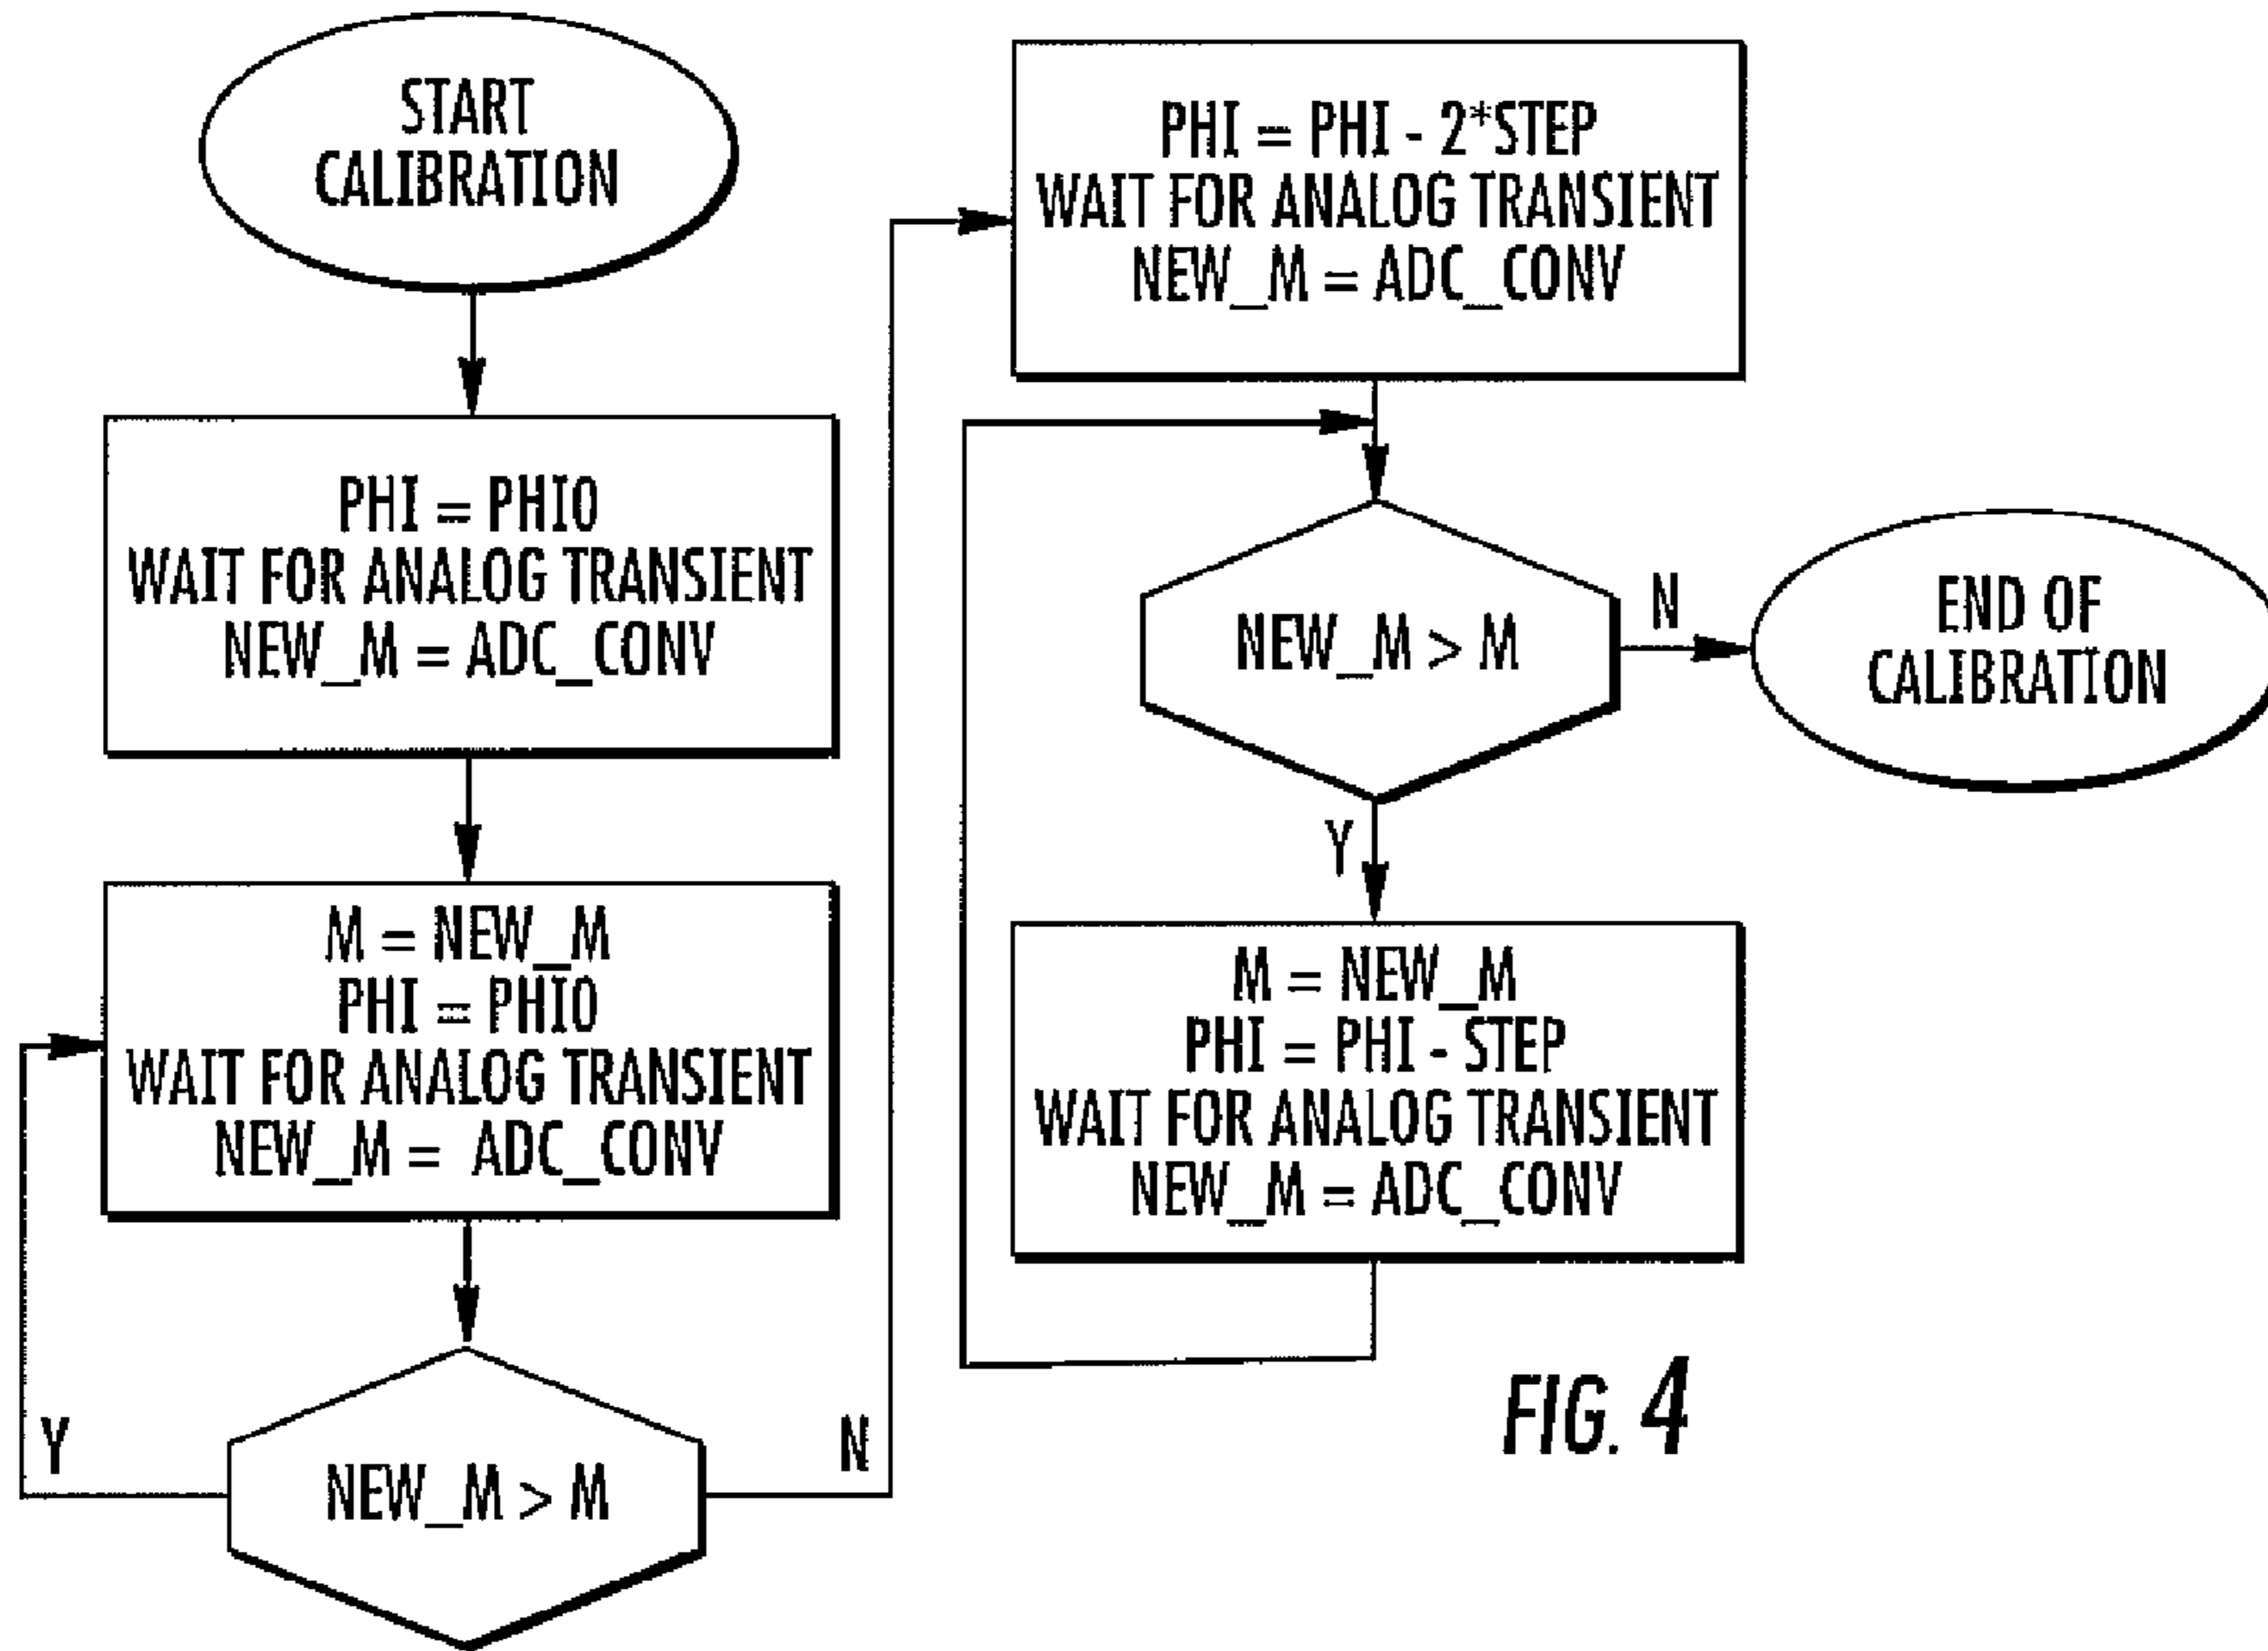 START
CALIBRATION
PHI = PHI0
WAIT FOR ANALOG TRANSIENT
NEW_M = ADC_CONV
M = NEW_M
PHI = PHI0
WAIT FOR ANALOG TRANSIENT
NEW_M = ADC_CONV
NEW_M > M
Y
N
PHI = PHI - 2*STEP
WAIT FOR ANALOG TRANSIENT
NEW_M = ADC_CONV
NEW_M > M
N
Y
END OF
CALIBRATION
M = NEW_M
PHI = PHI - STEP
WAIT FOR ANALOG TRANSIENT
NEW_M = ADC_CONV
FIG. 4